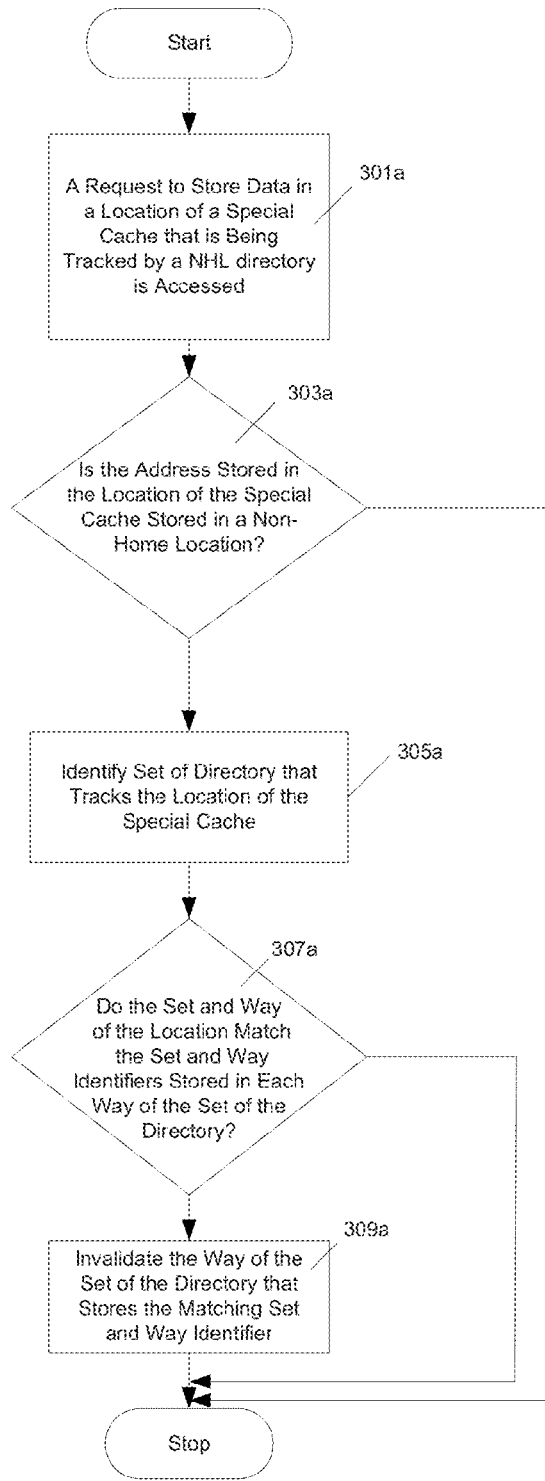 Start
A Request to Store Data in
a Location of a Special
Cache that is Being
Tracked by a NHL directory
is Accessed
301a
303a
Is the Address Stored in
the Location of the Special
Cache Stored in a Non-
Home Location?
Identify Set of Directory that
Tracks the Location of the
Special Cache
305a
307a
Do the Set and Way
of the Location Match
the Set and Way
Identifiers Stored in Each
Way of the Set of the
Directory?
309a
Invalidate the Way of the
Set of the Directory that
Stores the Matching Set
and Way Identifier
Stop